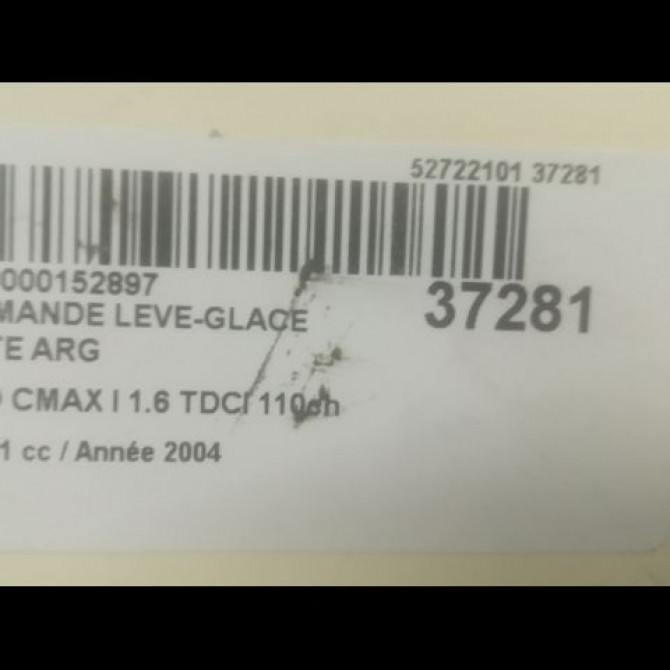 52722101 37281
000152897
37281
MANDE LEVE-GLACE
TE ARG
CMAX I 1.6 TDCI 110ch
1 cc / Année 2004